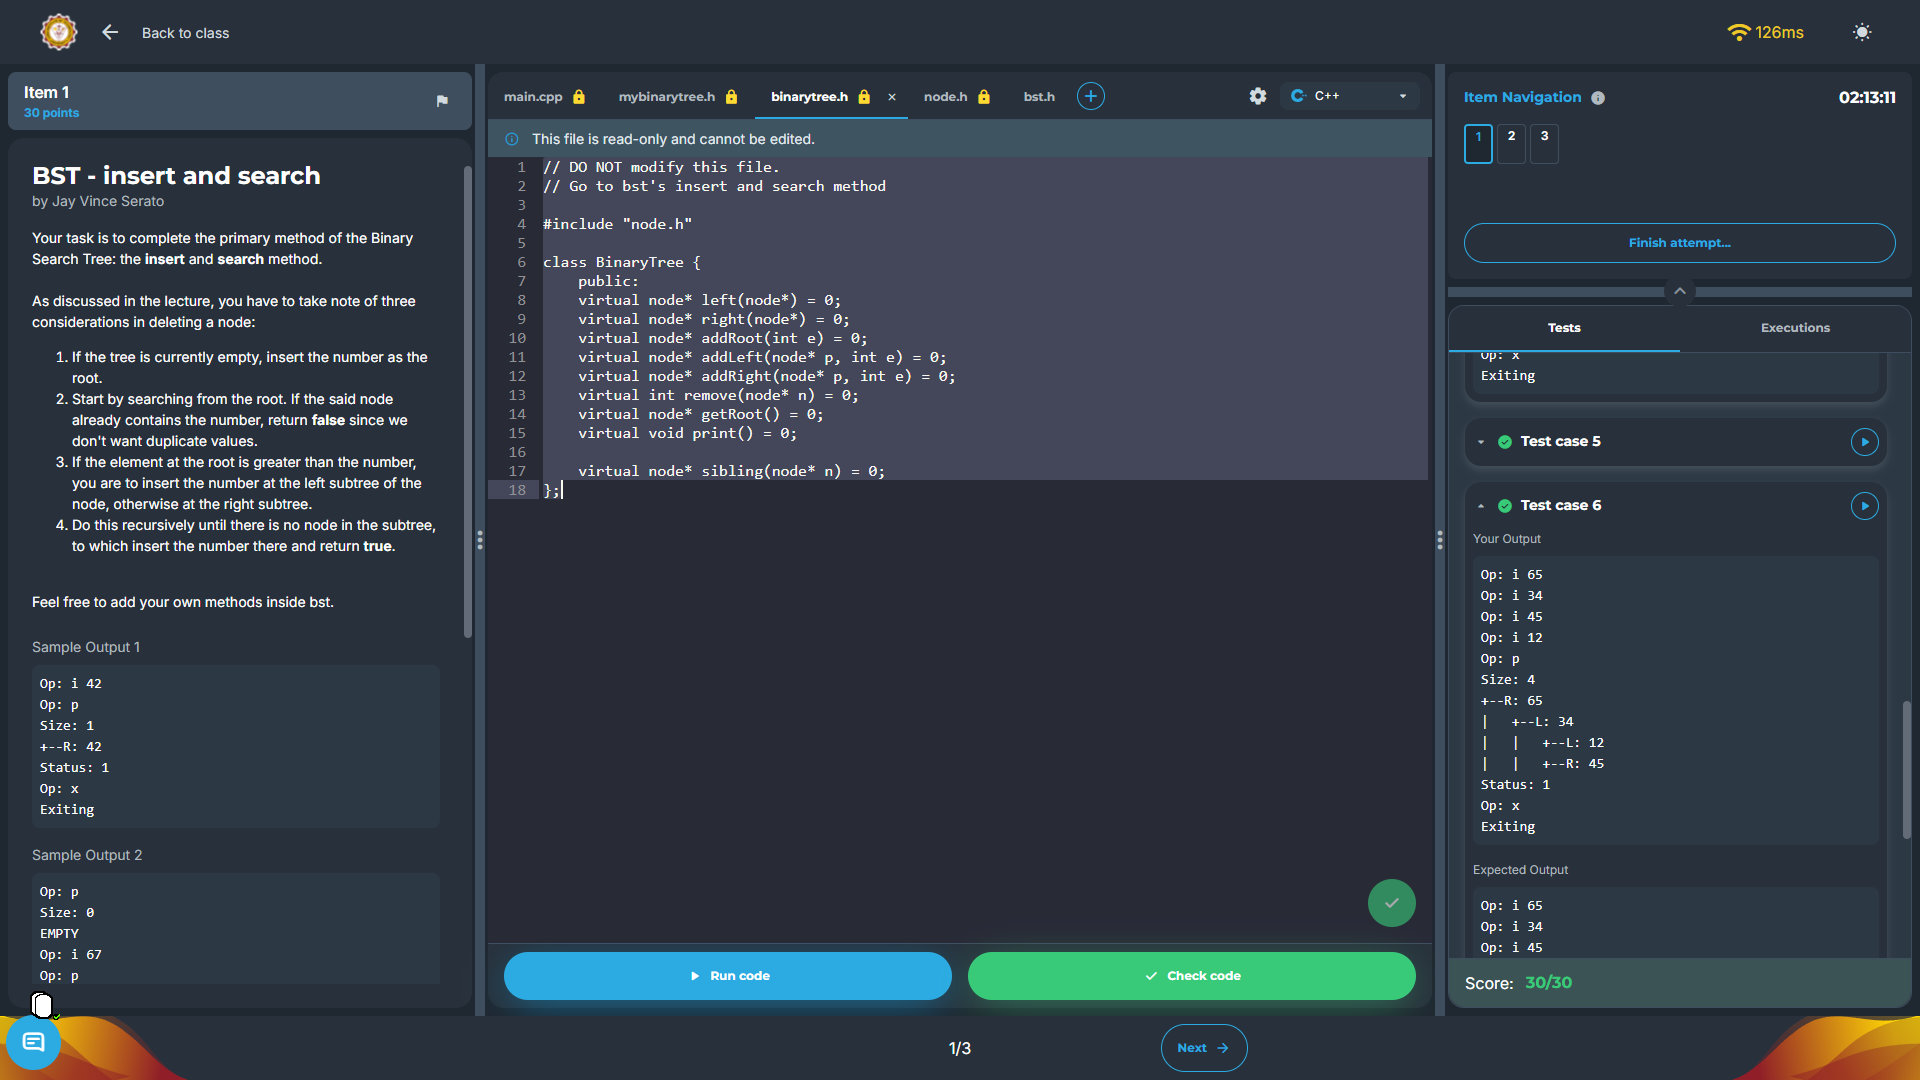 Back to class
126ms
Item 1
30 points
BST - insert and search
by Jay Vince Serato
Your task is to complete the primary method of the Binary
Search Tree: the insert and search method.
As discussed in the lecture, you have to take note of three
considerations in deleting a node:
1. If the tree is currently empty, insert the number as the
root.
2. Start by searching from the root. If the said node
already contains the number, return false since we
don't want duplicate values.
3. If the element at the root is greater than the number,
you are to insert the number at the left subtree of the
node, otherwise at the right subtree.
4. Do this recursively until there is no node in the subtree,
to which insert the number there and return true.
Feel free to add your own methods inside bst.
Sample Output 1
Op: i 42
Op: p
Size: 1
+--R: 42
Status: 1
Op: x
Exiting
Sample Output 2
Op: p
Size: 0
EMPTY
Op: i 67
Op: p
main.cpp
mybinarytree.h
binarytree.h
node.h
bst.h
C++
This file is read-only and cannot be edited.
1 // DO NOT modify this file.
2 // Go to bst's insert and search method
3
4 #include "node.h"
5
6 class BinaryTree {
7 public:
8 virtual node* left(node*) = 0;
9 virtual node* right(node*) = 0;
10 virtual node* addRoot(int e) = 0;
11 virtual node* addLeft(node* p, int e) = 0;
12 virtual node* addRight(node* p, int e) = 0;
13 virtual int remove(node* n) = 0;
14 virtual node* getRoot() = 0;
15 virtual void print() = 0;
16
17 virtual node* sibling(node* n) = 0;
18 };
Run code
Check code
1/3
Next
Item Navigation
02:13:11
1
2
3
Finish attempt...
Tests
Executions
Op: x
Exiting
Test case 5
Test case 6
Your Output
Op: i 65
Op: i 34
Op: i 45
Op: i 12
Op: p
Size: 4
+--R: 65
|   +--L: 34
|   |   +--L: 12
|   |   +--R: 45
Status: 1
Op: x
Exiting
Expected Output
Op: i 65
Op: i 34
Op: i 45
Score: 30/30